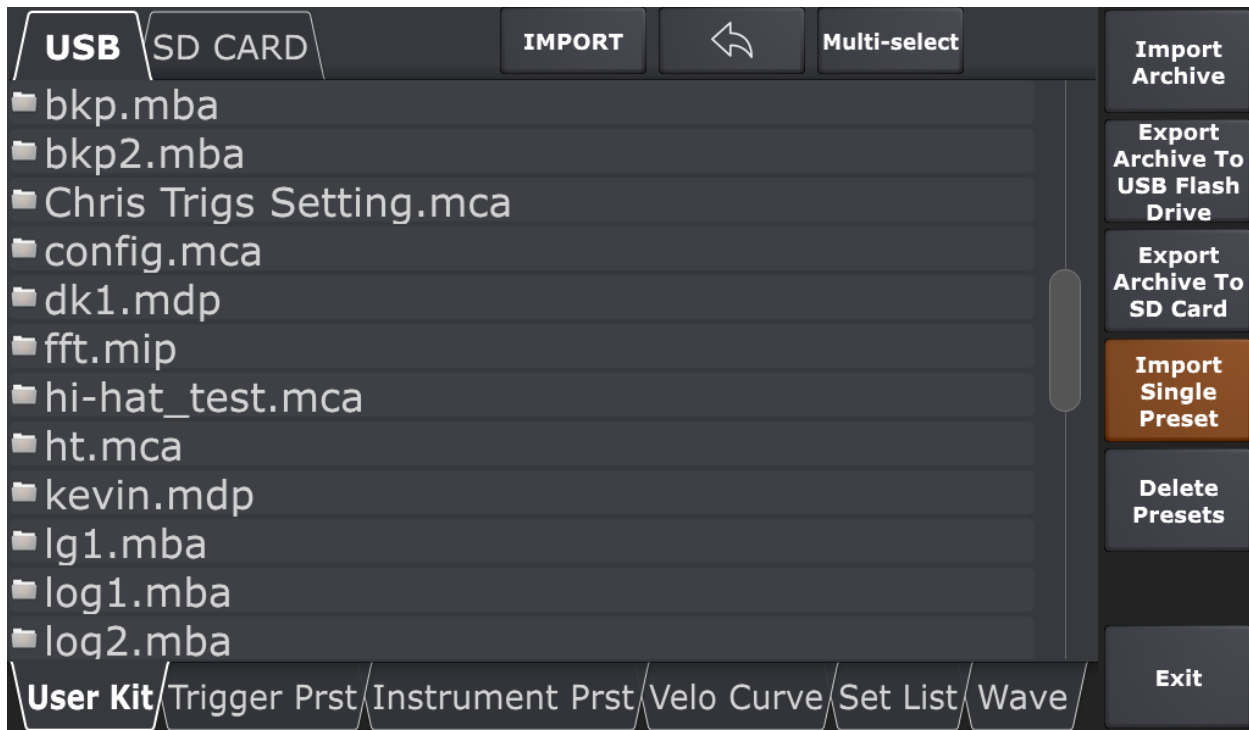 USB
SD CARD
IMPORT
Multi-select
bkp.mba
bkp2.mba
Chris Trigs Setting.mca
config.mca
dk1.mdp
fft.mip
hi-hat_test.mca
ht.mca
kevin.mdp
lg1.mba
log1.mba
log2.mba
User Kit
Trigger Prst
Instrument Prst
Velo Curve
Set List
Wave
Import
Archive
Export
Archive To
USB Flash
Drive
Export
Archive To
SD Card
Import
Single
Preset
Delete
Presets
Exit